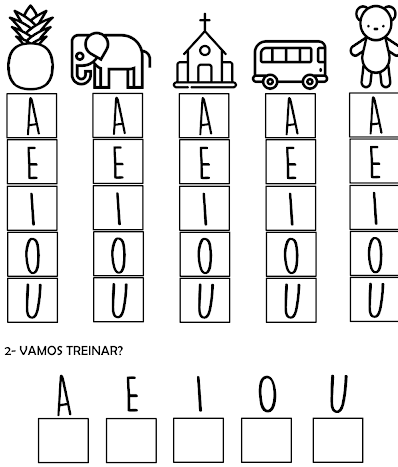 A A A A A
E E E E E
I I I I I
O O O O O
U U U U U
2- VAMOS TREINAR?
A E I O U